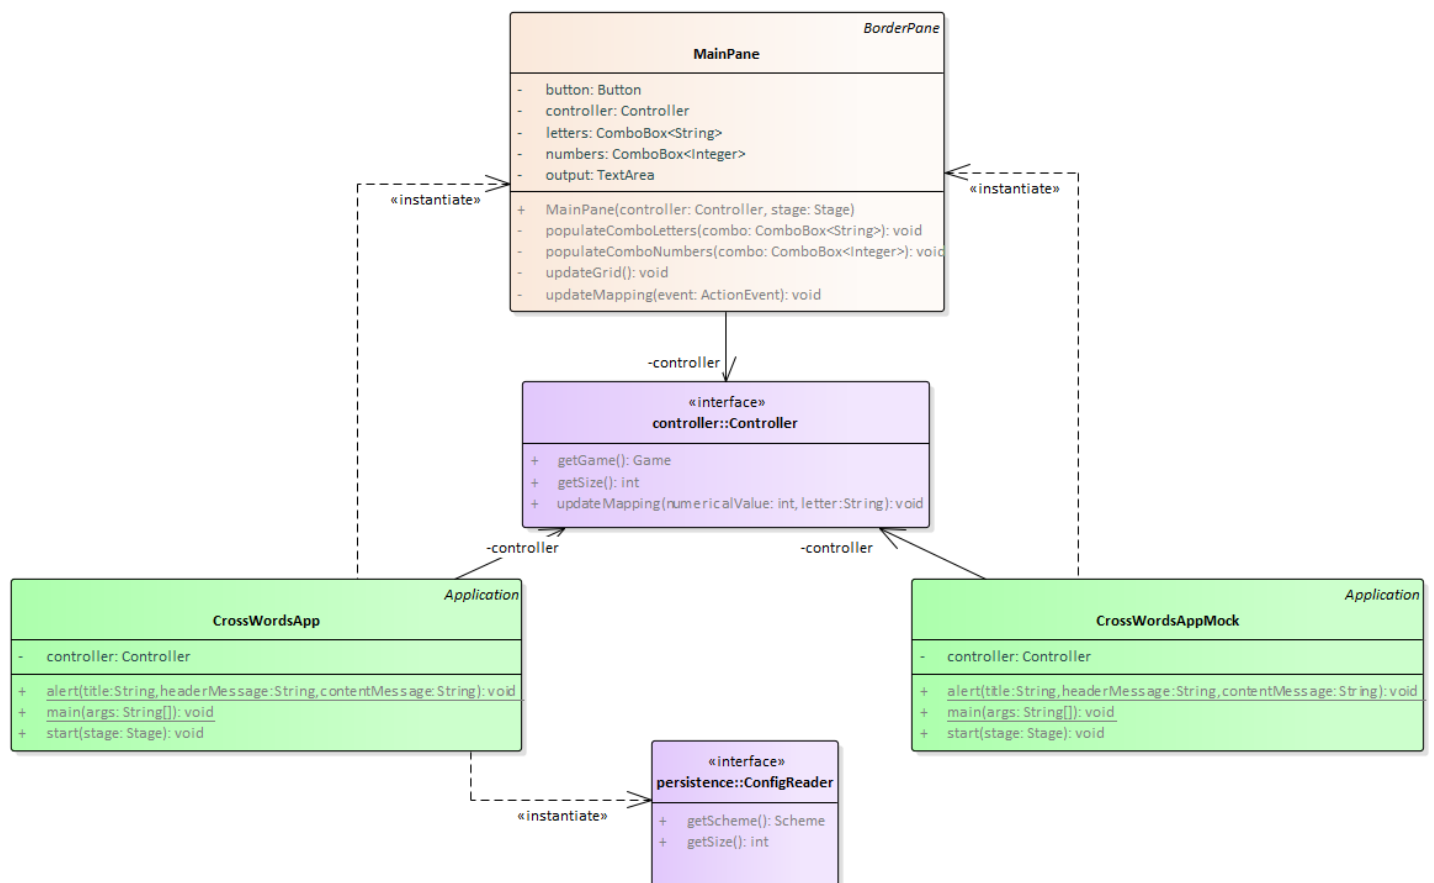 BorderPane
MainPane
- button: Button
- controller: Controller
- letters: ComboBox<String>
- numbers: ComboBox<Integer>
- output: TextArea
+ MainPane(controller: Controller, stage: Stage)
- populateComboLetters(combo: ComboBox<String>): void
- populateComboNumbers(combo: ComboBox<Integer>): void
- updateGrid(): void
- updateMapping(event: ActionEvent): void
«instantiate»
«instantiate»
-controller
«interface»
controller::Controller
+ getGame(): Game
+ getSize(): int
+ updateMapping(numericalValue: int, letter:String): void
-controller
-controller
Application
CrossWordsApp
- controller: Controller
+ alert(title:String,headerMessage:String,contentMessage:String): void
+ main(args: String[]): void
+ start(stage: Stage): void
Application
CrossWordsAppMock
- controller: Controller
+ alert(title:String,headerMessage:String,contentMessage:String): void
+ main(args: String[]): void
+ start(stage: Stage): void
«instantiate»
«interface»
persistence::ConfigReader
+ getScheme(): Scheme
+ getSize(): int